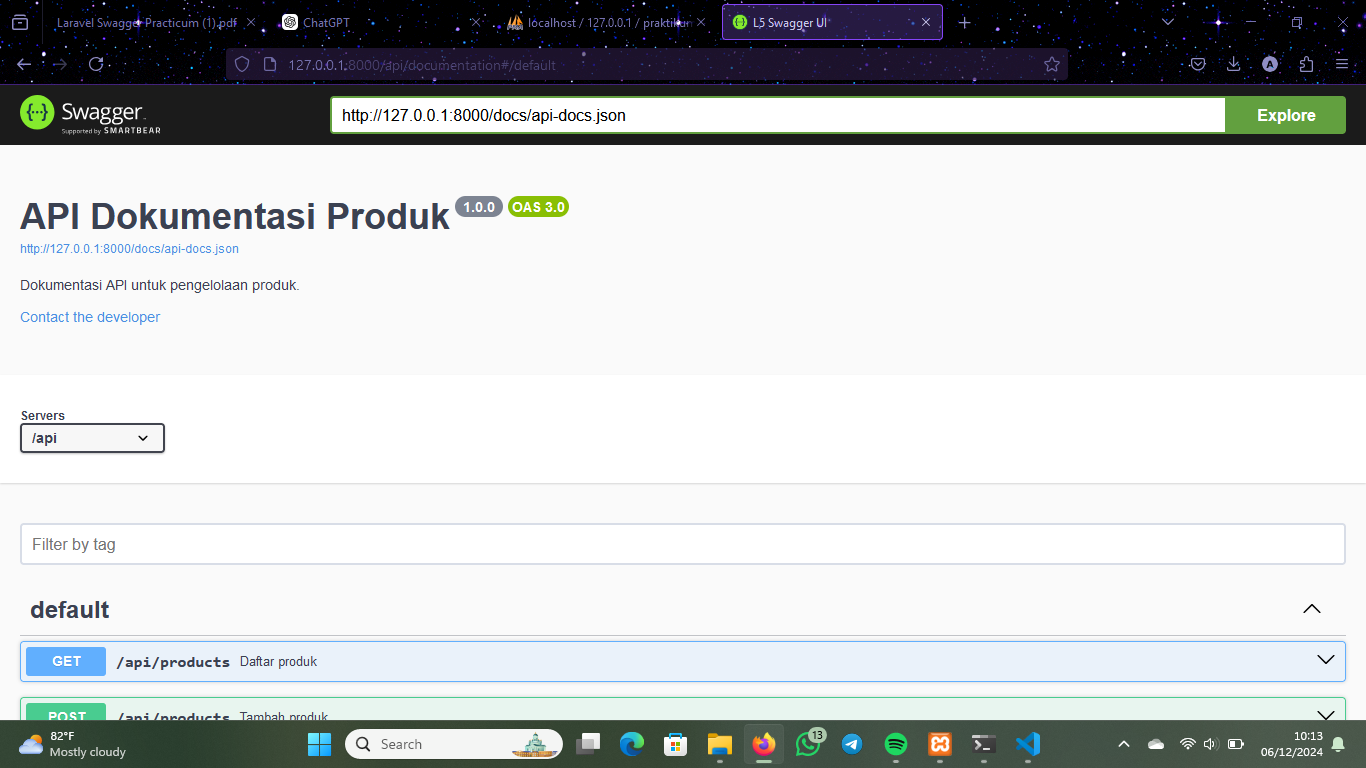 Laravel Swagger Practicum (1).pdf
ChatGPT
localhost / 127.0.0.1 / praktikum
L5 Swagger UI
127.0.0.1:8000/api/documentation#/default
A
Swagger
Supported by SMARTBEAR
http://127.0.0.1:8000/docs/api-docs.json
Explore
API Dokumentasi Produk 1.0.0 OAS 3.0
http://127.0.0.1:8000/docs/api-docs.json
Dokumentasi API untuk pengelolaan produk.
Contact the developer
Servers
/api
Filter by tag
default
GET /api/products Daftar produk
POST /api/products Tambah produk
82°F
Mostly cloudy
Search
13
10:13
06/12/2024